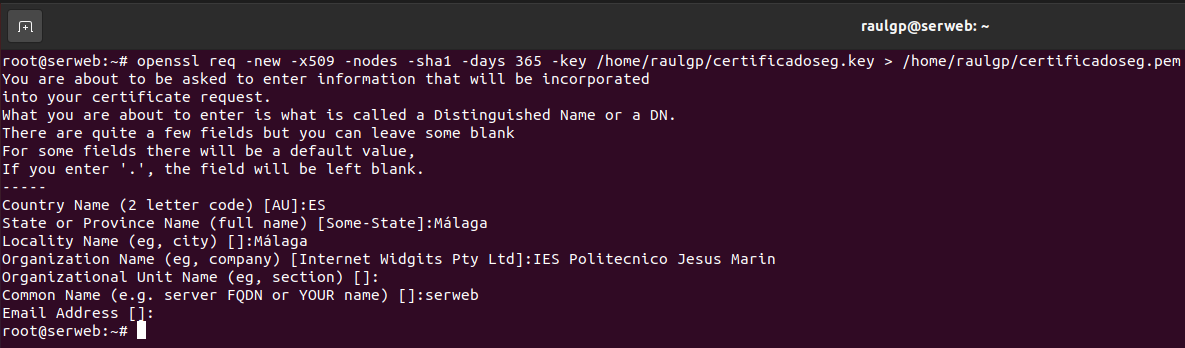 raulgp@serweb: ~
root@serweb:~# openssl req -new -x509 -nodes -sha1 -days 365 -key /home/raulgp/certificadoseg.key > /home/raulgp/certificadoseg.pem
You are about to be asked to enter information that will be incorporated
into your certificate request.
What you are about to enter is what is called a Distinguished Name or a DN.
There are quite a few fields but you can leave some blank
For some fields there will be a default value,
If you enter '.', the field will be left blank.
-----
Country Name (2 letter code) [AU]:ES
State or Province Name (full name) [Some-State]:Málaga
Locality Name (eg, city) []:Málaga
Organization Name (eg, company) [Internet Widgits Pty Ltd]:IES Politecnico Jesus Marin
Organizational Unit Name (eg, section) []:
Common Name (e.g. server FQDN or YOUR name) []:serweb
Email Address []:
root@serweb:~#